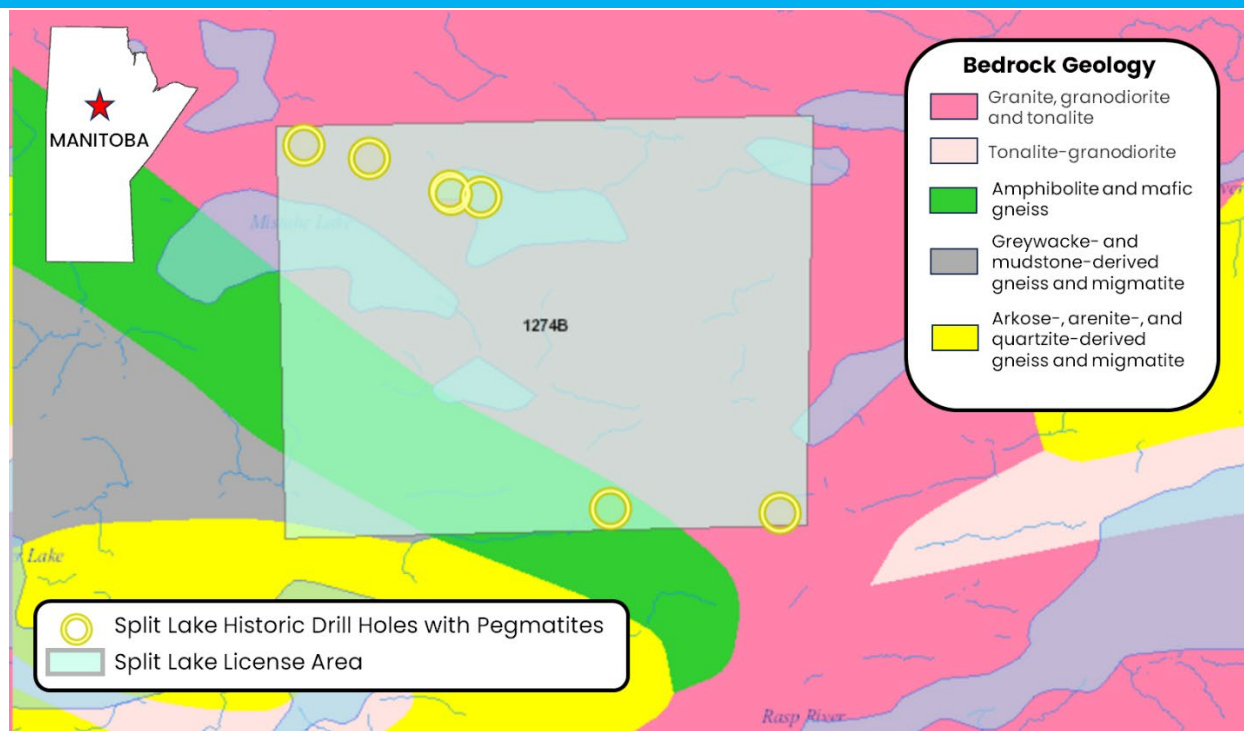 MANITOBA
Bedrock Geology
Granite, granodiorite
and tonalite
Tonalite-granodiorite
Amphibolite and mafic
gneiss
Greywacke- and
mudstone-derived
gneiss and migmatite
Arkose-, arenite-, and
quartzite-derived
gneiss and migmatite
Lake
1274B
Lake
Split Lake Historic Drill Holes with Pegmatites
Split Lake License Area
Rasp River